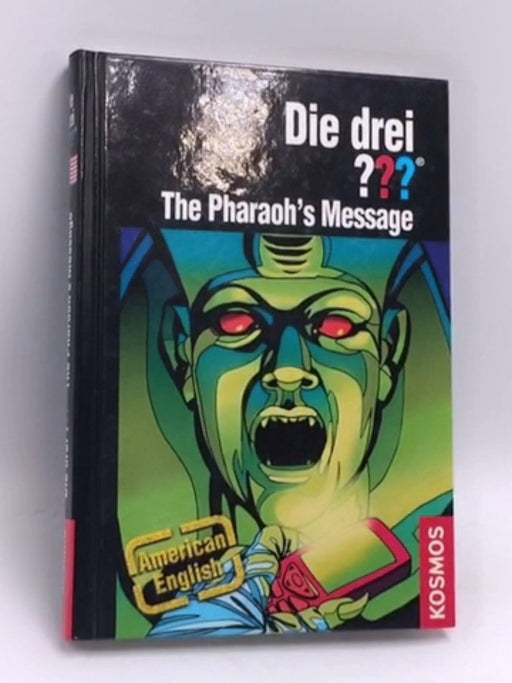 Die drei
???®
The Pharaoh's Message
American
English
KOSMOS